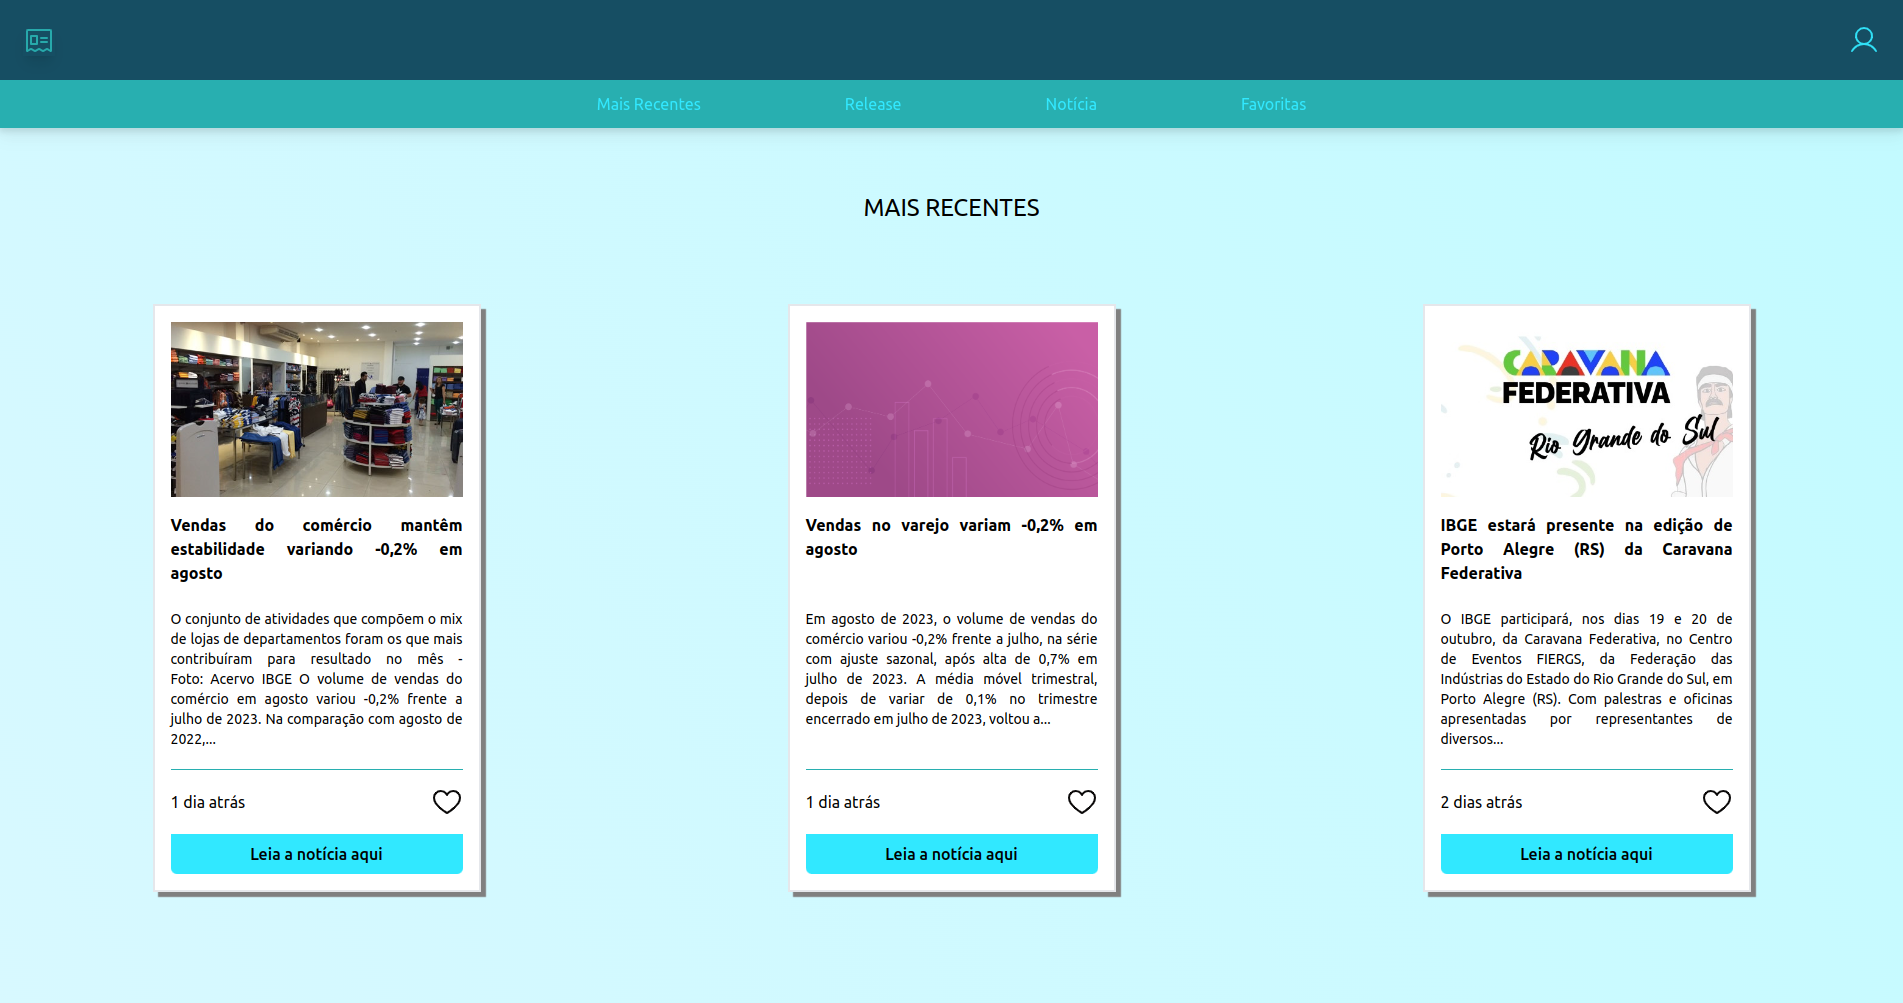 Mais Recentes
Release
Notícia
Favoritas
MAIS RECENTES
Vendas do comércio mantêm
estabilidade variando -0,2% em
agosto
O conjunto de atividades que compõem o mix
de lojas de departamentos foram os que mais
contribuíram para resultado no mês -
Foto: Acervo IBGE O volume de vendas do
comércio em agosto variou -0,2% frente a
julho de 2023. Na comparação com agosto de
2022,...
1 dia atrás
Leia a notícia aqui
Vendas no varejo variam -0,2% em
agosto
Em agosto de 2023, o volume de vendas do
comércio variou -0,2% frente a julho, na série
com ajuste sazonal, após alta de 0,7% em
julho de 2023. A média móvel trimestral,
depois de variar de 0,1% no trimestre
encerrado em julho de 2023, voltou a...
1 dia atrás
Leia a notícia aqui
CARAVANA
FEDERATIVA
Rio Grande do Sul
IBGE estará presente na edição de
Porto Alegre (RS) da Caravana
Federativa
O IBGE participará, nos dias 19 e 20 de
outubro, da Caravana Federativa, no Centro
de Eventos FIERGS, da Federação das
Indústrias do Estado do Rio Grande do Sul, em
Porto Alegre (RS). Com palestras e oficinas
apresentadas por representantes de
diversos...
2 dias atrás
Leia a notícia aqui